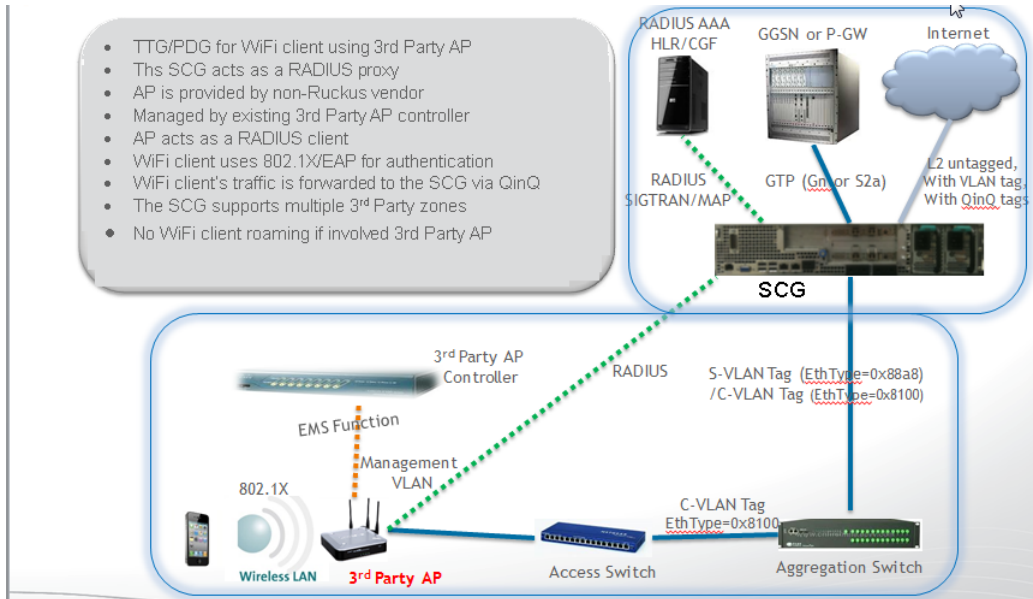 TTG/PDG for WiFi client using 3rd Party AP
Ths SCG acts as a RADIUS proxy
AP is provided by non-Ruckus vendor
Managed by existing 3rd Party AP controller
AP acts as a RADIUS client
WiFi client uses 802.1X/EAP for authentication
WiFi client's traffic is forwarded to the SCG via QinQ
The SCG supports multiple 3rd Party zones
No WiFi client roaming if involved 3rd Party AP
RADIUS AAA
HLR/CGF
GGSN or P-GW
Internet
RADIUS
SIGTRAN/MAP
GTP (Gn or S2a)
L2 untagged,
With VLAN tag,
With QinQ tags
SCG
3rd Party AP
Controller
RADIUS
S-VLAN Tag (EthType=0x88a8)
/C-VLAN Tag (EthType=0x8100)
EMS Function
Management
VLAN
802.1X
C-VLAN Tag
EthType=0x8100
Wireless LAN
3rd Party AP
Access Switch
Aggregation Switch